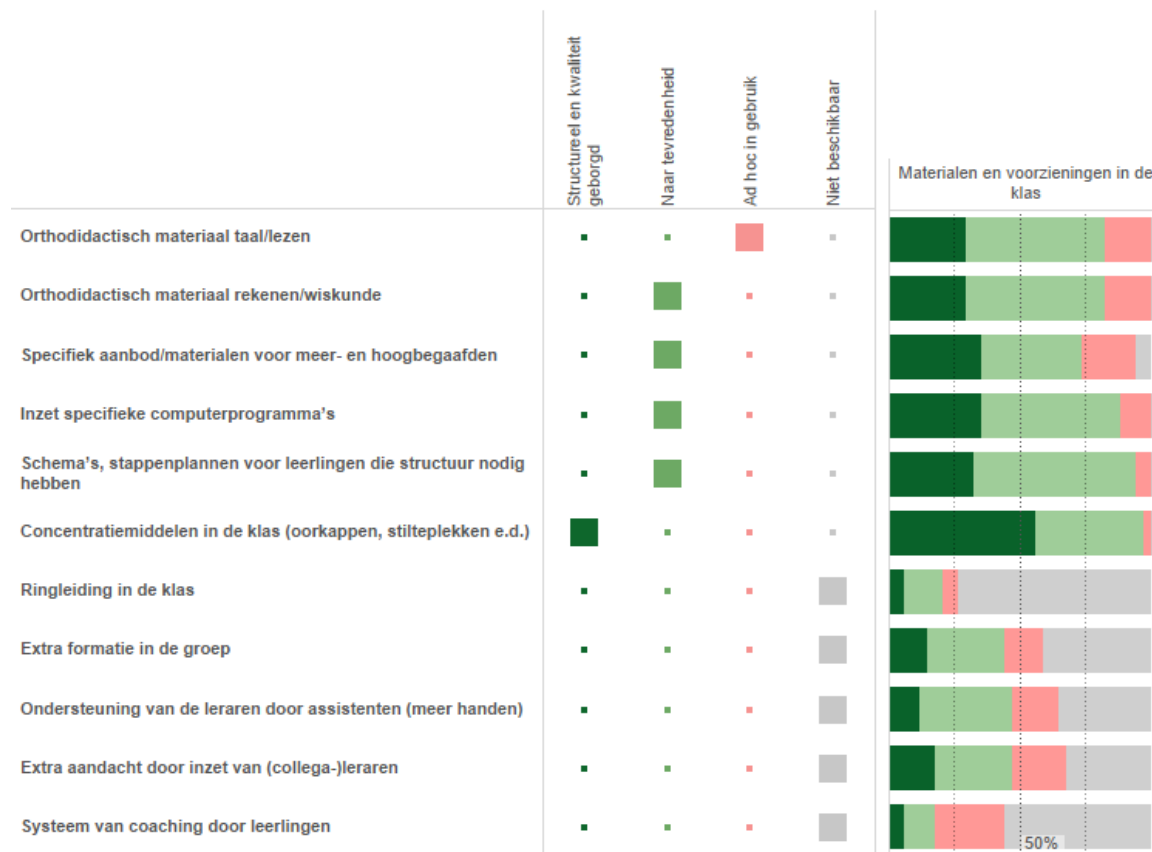 Structureel en kwaliteit
geborgd
Naar tevredenheid
Ad hoc in gebruik
Niet beschikbaar
Materialen en voorzieningen in de
klas
Orthodidactisch materiaal taal/lezen
Orthodidactisch materiaal rekenen/wiskunde
Specifiek aanbod/materialen voor meer- en hoogbegaafden
Inzet specifieke computerprogramma's
Schema's, stappenplannen voor leerlingen die structuur nodig
hebben
Concentratiemiddelen in de klas (oorkappen, stilteplekken e.d.)
Ringleiding in de klas
Extra formatie in de groep
Ondersteuning van de leraren door assistenten (meer handen)
Extra aandacht door inzet van (collega-)leraren
Systeem van coaching door leerlingen
50%